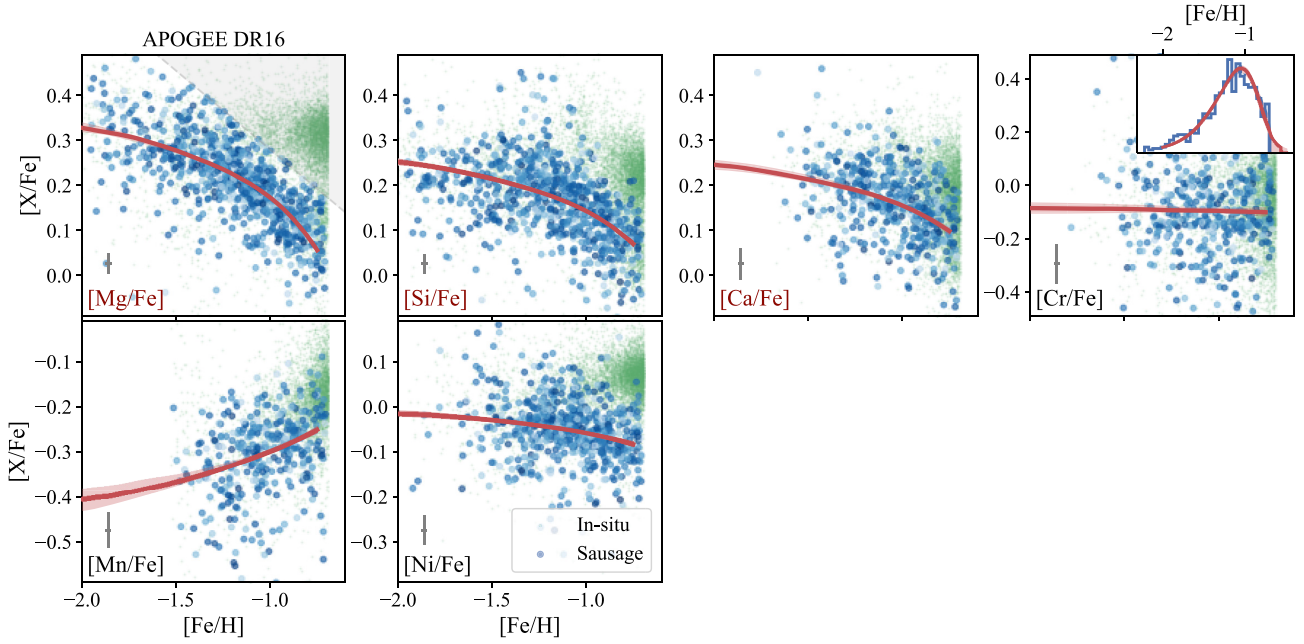 APOGEE DR16
[Fe/H]
−2 −1
[X/Fe]
0.4
0.3
0.2
0.1
0.0
[Mg/Fe]
0.4
0.3
0.2
0.1
0.0
[Si/Fe]
0.4
0.3
0.2
0.1
0.0
[Ca/Fe]
0.4
0.2
0.0
−0.2
−0.4
[Cr/Fe]
[X/Fe]
−0.1
−0.2
−0.3
−0.4
−0.5
[Mn/Fe]
−2.0 −1.5 −1.0
[Fe/H]
0.1
0.0
−0.1
−0.2
−0.3
[Ni/Fe]
In-situ
Sausage
−2.0 −1.5 −1.0
[Fe/H]